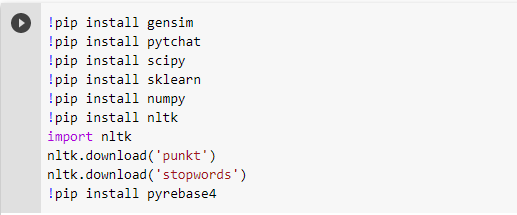 !pip install gensim
!pip install pytchat
!pip install scipy
!pip install sklearn
!pip install numpy
!pip install nltk
import nltk
nltk.download('punkt')
nltk.download('stopwords')
!pip install pyrebase4